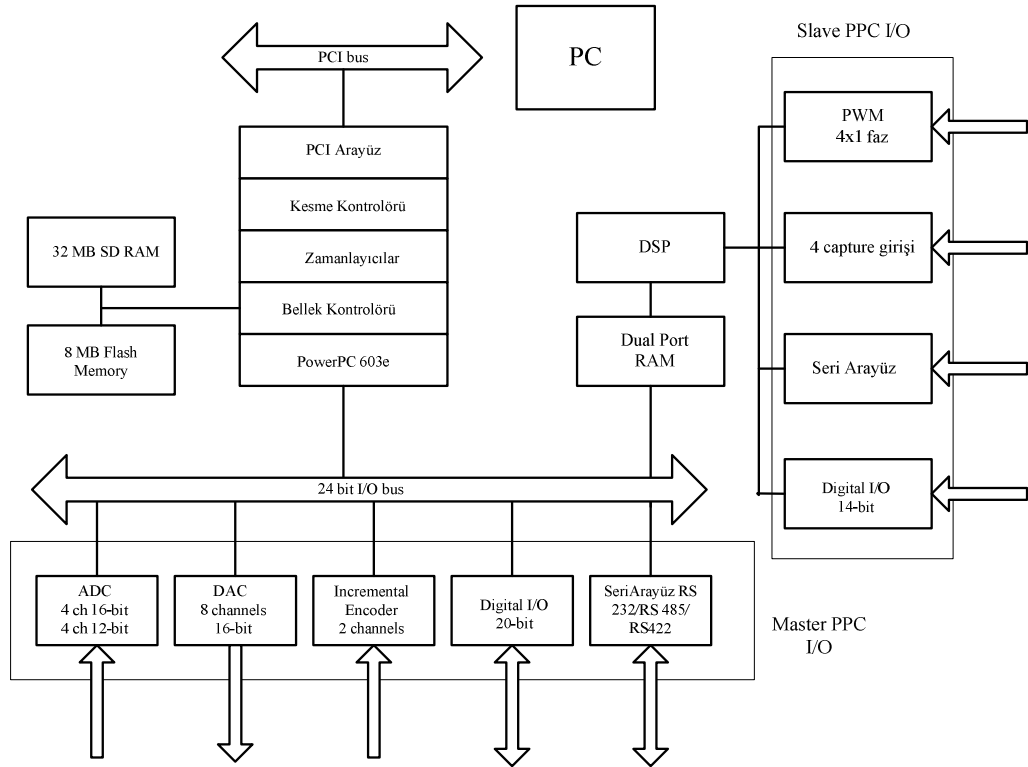 Slave PPC I/O
PCI bus
PC
PWM
4x1 faz
PCI Arayüz
Kesme Kontrolörü
Zamanlayıcılar
Bellek Kontrolörü
PowerPC 603e
32 MB SD RAM
8 MB Flash
Memory
DSP
Dual Port
RAM
4 capture girişi
Seri Arayüz
Digital I/O
14-bit
24 bit I/O bus
ADC
4 ch 16-bit
4 ch 12-bit
DAC
8 channels
16-bit
Incremental
Encoder
2 channels
Digital I/O
20-bit
SeriArayüz RS
232/RS 485/
RS422
Master PPC
I/O